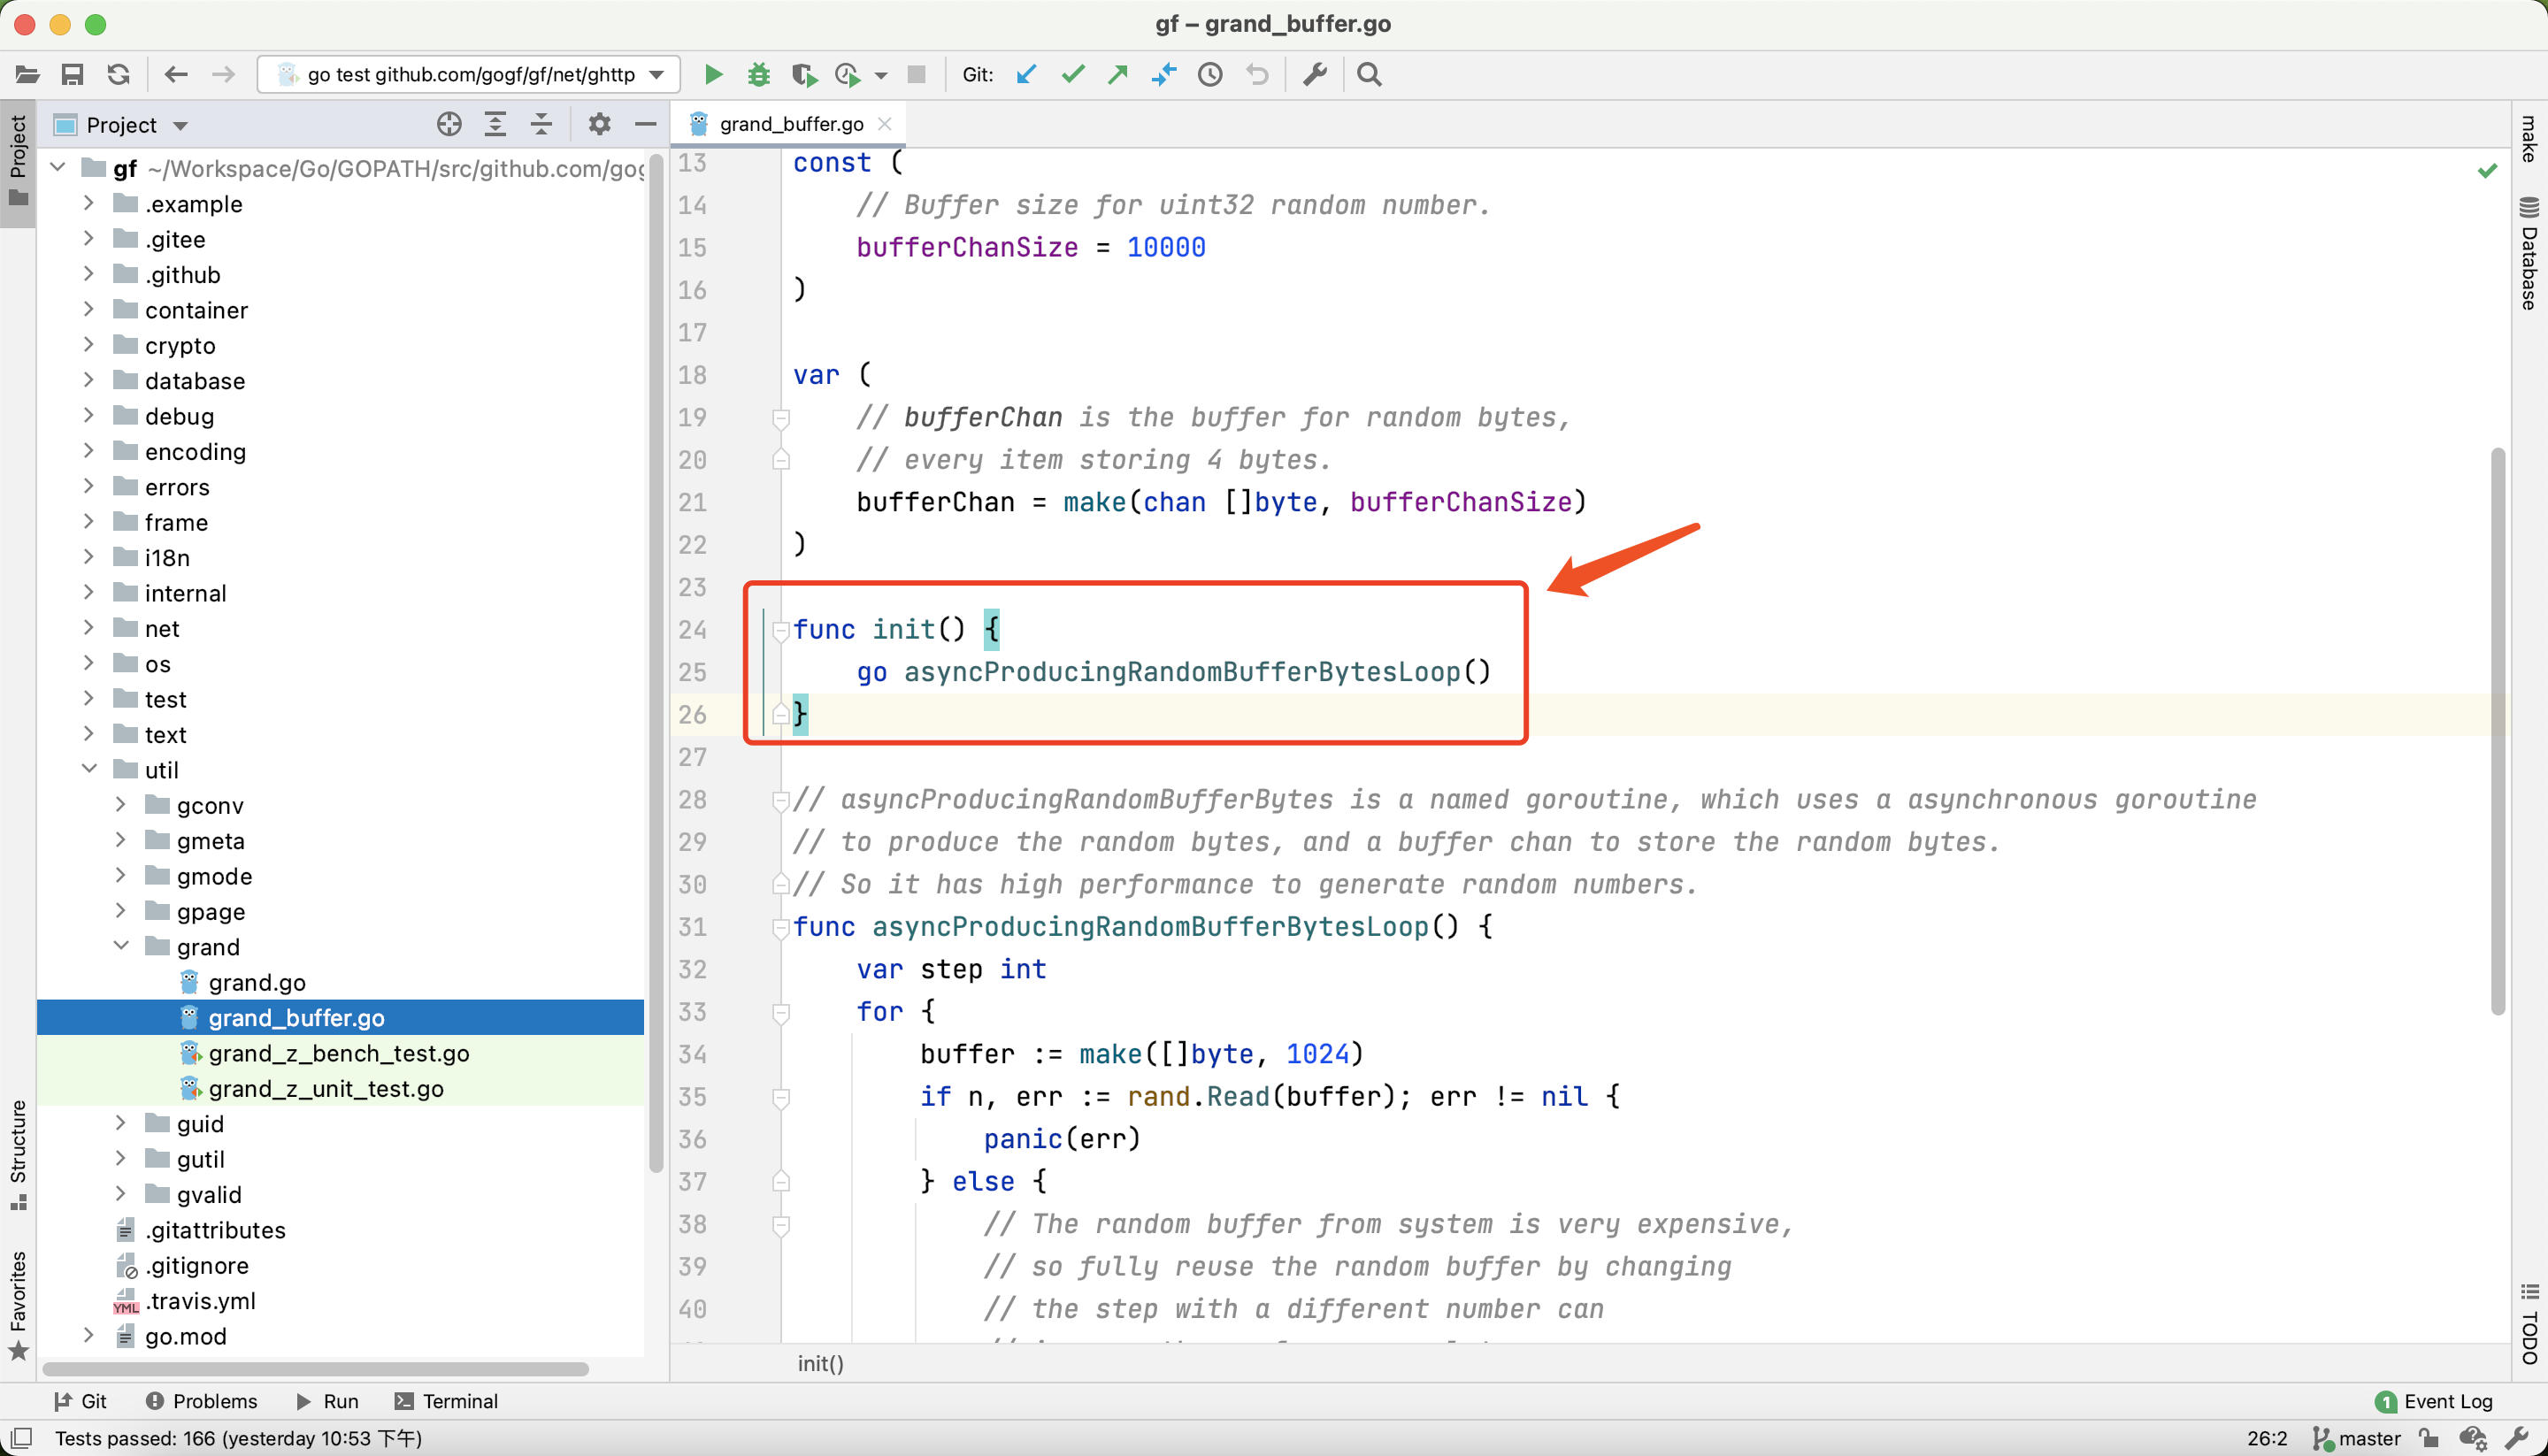 gf – grand_buffer.go
go test github.com/gogf/gf/net/ghttp
Git:
Project
Project
grand_buffer.go
gf ~/Workspace/Go/GOPATH/src/github.com/gog
.example
.gitee
.github
container
crypto
database
debug
encoding
errors
frame
i18n
internal
net
os
test
text
util
gconv
gmeta
gmode
gpage
grand
grand.go
grand_buffer.go
grand_z_bench_test.go
grand_z_unit_test.go
guid
gutil
gvalid
.gitattributes
.gitignore
YML .travis.yml
go.mod
Structure
Favorites
13 const (
14 // Buffer size for uint32 random number.
15 bufferChanSize = 10000
16 )
17
18 var (
19 // bufferChan is the buffer for random bytes,
20 // every item storing 4 bytes.
21 bufferChan = make(chan []byte, bufferChanSize)
22 )
23
24 func init() {
25 go asyncProducingRandomBufferBytesLoop()
26 }
27
28 // asyncProducingRandomBufferBytes is a named goroutine, which uses a asynchronous goroutine
29 // to produce the random bytes, and a buffer chan to store the random bytes.
30 // So it has high performance to generate random numbers.
31 func asyncProducingRandomBufferBytesLoop() {
32 var step int
33 for {
34 buffer := make([]byte, 1024)
35 if n, err := rand.Read(buffer); err != nil {
36 panic(err)
37 } else {
38 // The random buffer from system is very expensive,
39 // so fully reuse the random buffer by changing
40 // the step with a different number can
init()
make
Database
TODO
Git
Problems
Run
Terminal
1 Event Log
Tests passed: 166 (yesterday 10:53 下午)
26:2
master